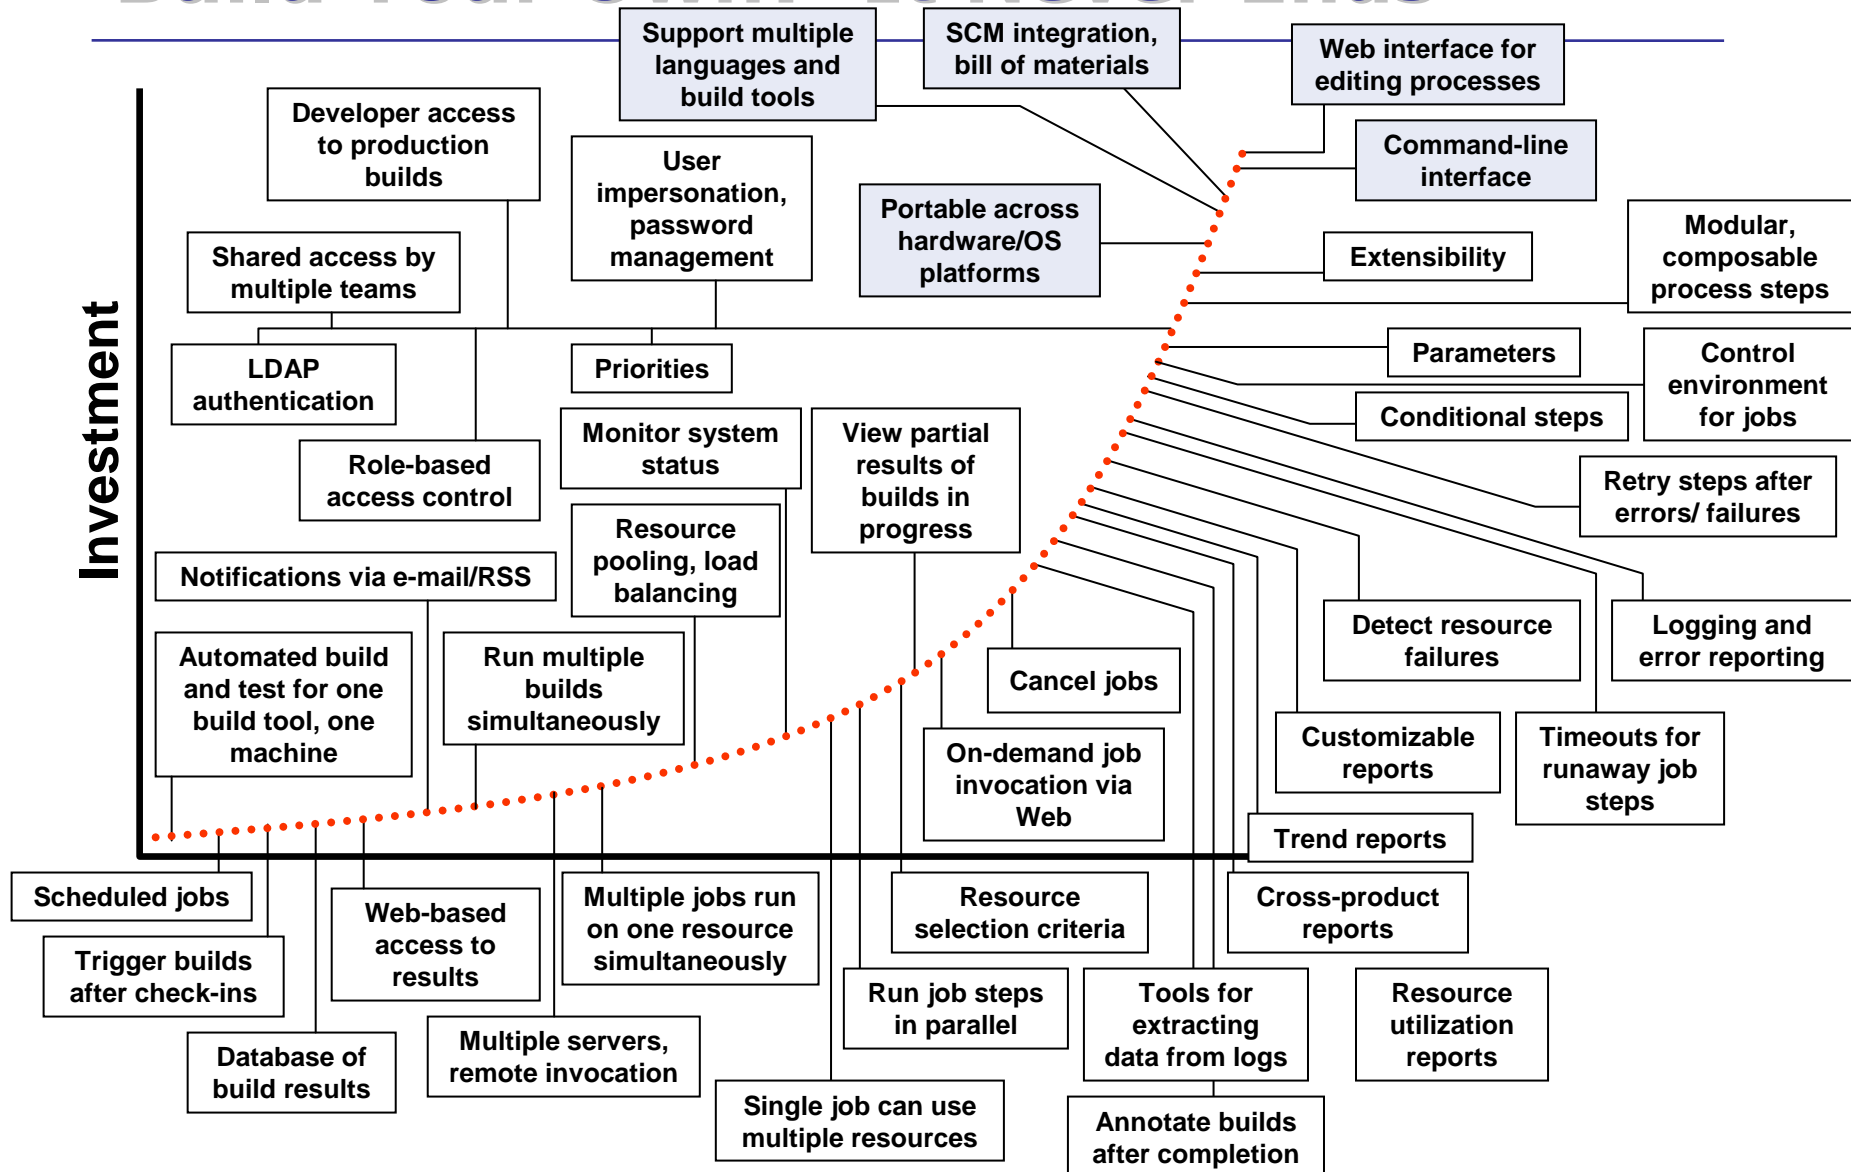 Support multiple
languages and
build tools
SCM integration,
bill of materials
Web interface for
editing processes
Developer access
to production
builds
User
impersonation,
password
management
Command-line
interface
Portable across
hardware/OS
platforms
Modular,
composable
process steps
Shared access by
multiple teams
Extensibility
Investment
LDAP
authentication
Priorities
Parameters
Control
environment
for jobs
Conditional steps
Role-based
access control
Monitor system
status
View partial
results of
builds in
progress
Retry steps after
errors/ failures
Resource
pooling, load
balancing
Notifications via e-mail/RSS
Automated build
and test for one
build tool, one
machine
Run multiple
builds
simultaneously
Cancel jobs
Detect resource
failures
Logging and
error reporting
On-demand job
invocation via
Web
Customizable
reports
Timeouts for
runaway job
steps
Trend reports
Scheduled jobs
Web-based
access to
results
Multiple jobs run
on one resource
simultaneously
Resource
selection criteria
Cross-product
reports
Trigger builds
after check-ins
Run job steps
in parallel
Tools for
extracting
data from logs
Resource
utilization
reports
Database of
build results
Multiple servers,
remote invocation
Single job can use
multiple resources
Annotate builds
after completion